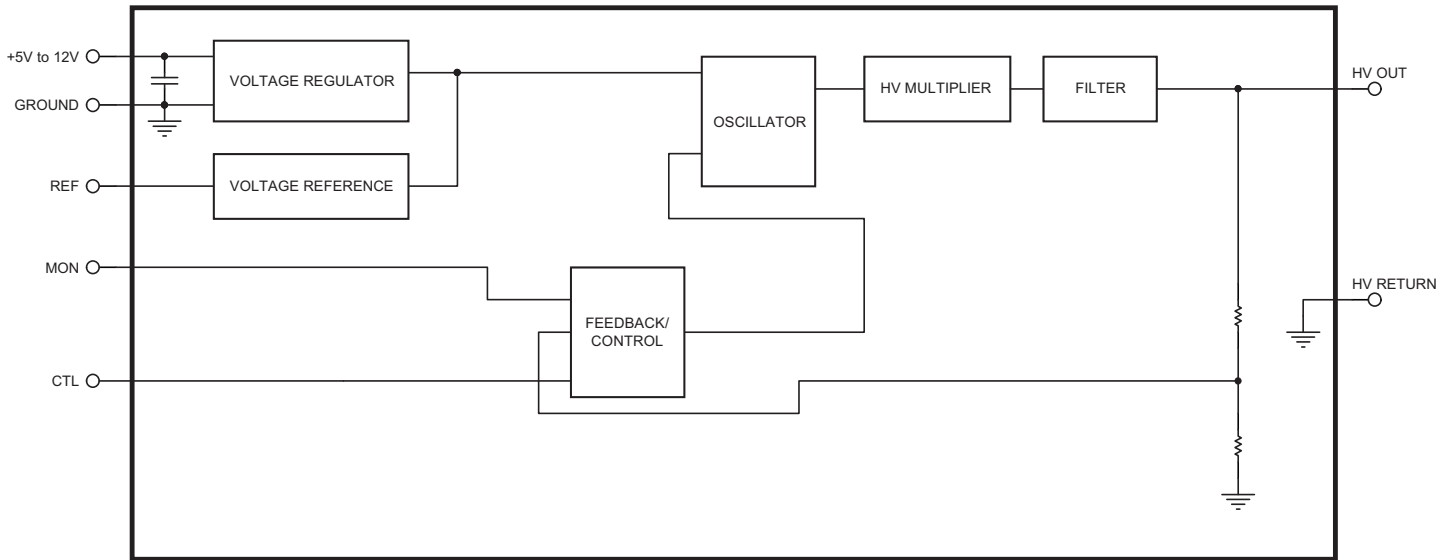 +5V to 12V
GROUND
REF
MON
CTL
VOLTAGE REGULATOR
VOLTAGE REFERENCE
FEEDBACK/
CONTROL
OSCILLATOR
HV MULTIPLIER
FILTER
HV OUT
HV RETURN